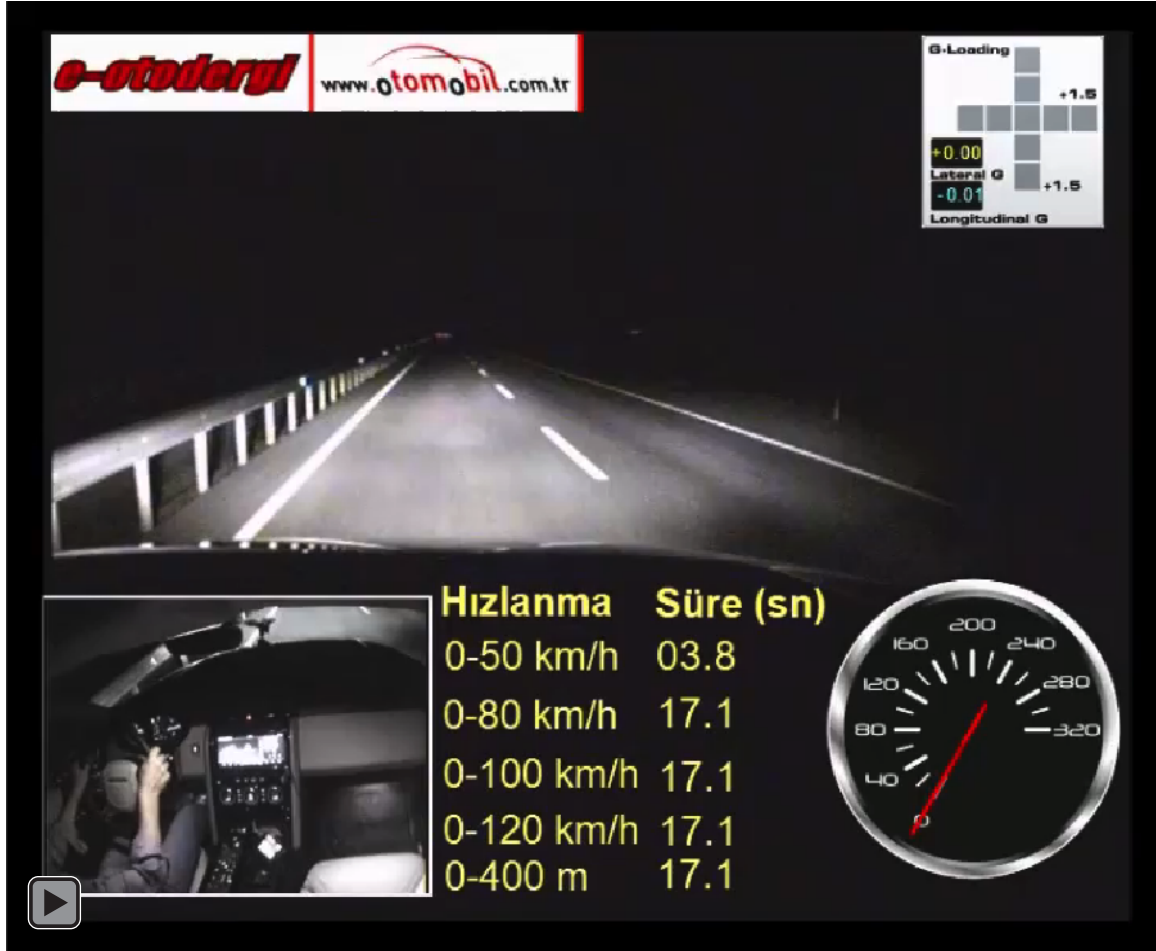 e-otodergi
www.otomobil.com.tr
G-Loading
+1.5
+0.00
Lateral G
+1.5
-0.01
Longitudinal G
Hızlanma Süre (sn)
0-50 km/h 03.8
0-80 km/h 17.1
0-100 km/h 17.1
0-120 km/h 17.1
0-400 m 17.1
0
40
80
120
160
200
240
280
320